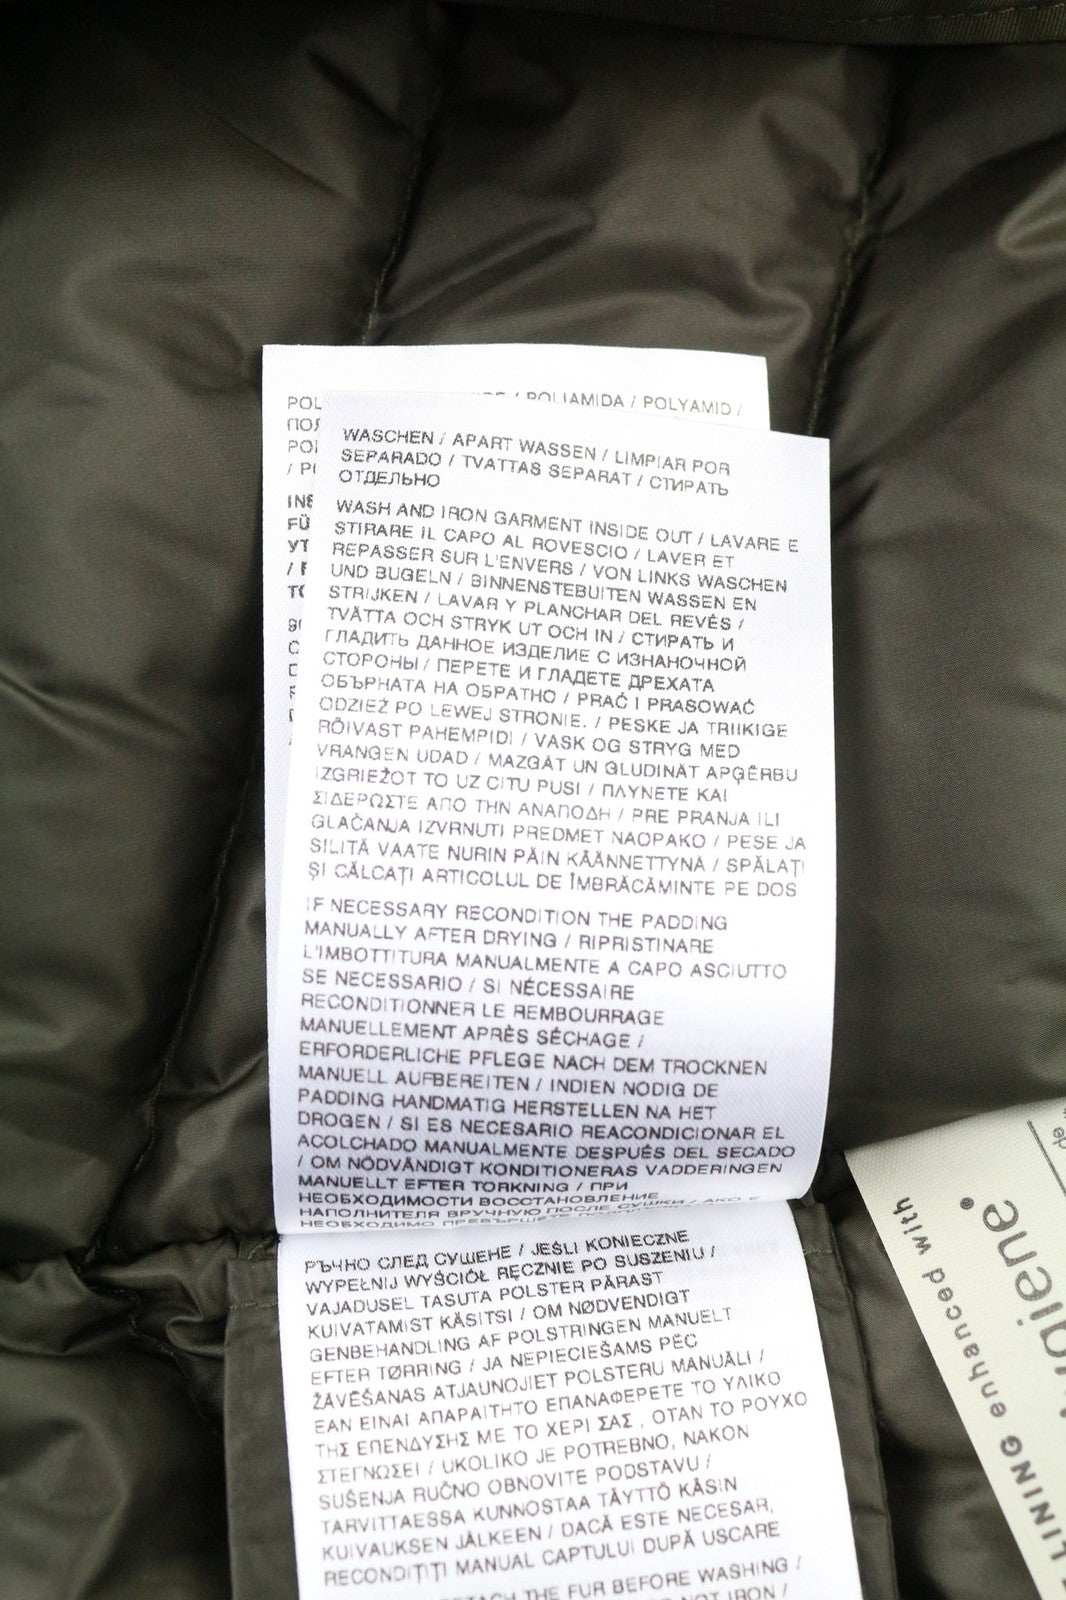 POLIAMIDA / POLYAMID /
WASCHEN / APART WASSEN / LIMPIAR POR
SEPARADO / TVATTAS SEPARAT / СТИРАТЬ
ОТДЕЛЬНО
WASH AND IRON GARMENT INSIDE OUT / LAVARE E
STIRARE IL CAPO AL ROVESCIO / LAVER ET
REPASSER SUR L'ENVERS / VON LINKS WASCHEN
UND BUGELN / BINNENSTEBUITEN WASSEN EN
STRIJKEN / LAVAR Y PLANCHAR DEL REVÉS /
TVÄTTA OCH STRYK UT OCH IN / СТИРАТЬ И
ГЛАДИТЬ ДАННОЕ ИЗДЕЛИЕ С ИЗНАНОЧНОЙ
СТОРОНЫ / ПЕРЕТЕ И ГЛАДЕТЕ ДРЕХАТА
ОБЪРНАТА НА ОБРАТНО / PRAĆ I PRASOWAĆ
ODZIEŻ PO LEWEJ STRONIE. / PESKE JA TRIIKIGE
RÕIVAST PAHEMPIDI / VASK OG STRYG MED
VRANGEN UDAD / MAZGĀT UN GLUDINĀT APĢĒRBU
IZGRIEŽOT TO UZ CITU PUSI / ΠΛΥΝΕΤΕ ΚΑΙ
ΣΙΔΕΡΩΣΤΕ ΑΠΟ ΤΗΝ ΑΝΑΠΟΔΗ / PRE PRANJA ILI
GLAČANJA IZVRNUTI PREDMET NAOPAKO / PESE JA
SILITÄ VAATE NURIN PÄIN KÄÄNNETTYNÄ / SPĂLAȚI
ȘI CĂLCAȚI ARTICOLUL DE ÎMBRĂCĂMINTE PE DOS
IF NECESSARY RECONDITION THE PADDING
MANUALLY AFTER DRYING / RIPRISTINARE
L'IMBOTTITURA MANUALMENTE A CAPO ASCIUTTO
SE NECESSARIO / SI NÉCESSAIRE
RECONDITIONNER LE REMBOURRAGE
MANUELLEMENT APRÈS SÉCHAGE /
ERFORDERLICHE PFLEGE NACH DEM TROCKNEN
MANUELL AUFBEREITEN / INDIEN NODIG DE
PADDING HANDMATIG HERSTELLEN NA HET
DROGEN / SI ES NECESARIO REACONDICIONAR EL
ACOLCHADO MANUALMENTE DESPUÉS DEL SECADO
/ OM NÖDVÄNDIGT KONDITIONERAS VADDERINGEN
MANUELLT EFTER TORKNING / ПРИ
НЕОБХОДИМОСТИ ВОССТАНОВЛЕНИЕ
НАПОЛНИТЕЛЯ ВРУЧНУЮ ПОСЛЕ СУШКИ / АКО Е
НЕОБХОДИМО
РЪЧНО СЛЕД СУШЕНЕ / JEŚLI KONIECZNE
WYPEŁNIJ WYŚCIÓŁ RĘCZNIE PO SUSZENIU /
VAJADUSEL TASUTA POLSTER PÄRAST
KUIVATAMIST KÄSITSI / OM NØDVENDIGT
GENBEHANDLING AF POLSTRINGEN MANUELT
EFTER TØRRING / JA NEPIECIEŠAMS PĒC
ŽĀVĒŠANAS ATJAUNOJIET POLSTERU MANUĀLI /
ΕΑΝ ΕΙΝΑΙ ΑΠΑΡΑΙΤΗΤΟ ΕΠΑΝΑΦΕΡΕΤΕ ΤΟ ΥΛΙΚΟ
ΤΗΣ ΕΠΕΝΔΥΣΗΣ ΜΕ ΤΟ ΧΕΡΙ ΣΑΣ , ΟΤΑΝ ΤΟ ΡΟΥΧΟ
ΣΤΕΓΝΩΣΕΙ / UKOLIKO JE POTREBNO, NAKON
SUŠENJA RUČNO OBNOVITE PODSTAVU /
TARVITTAESSA KUNNOSTAA TÄYTTÖ KÄSIN
KUIVAUKSEN JÄLKEEN / DACĂ ESTE NECESAR,
RECONDIȚIȚI MANUAL CAPTUȘUL DUPĂ USCARE
THE FUR BEFORE WASHING /
NOT IRON /
LINING enhanced with